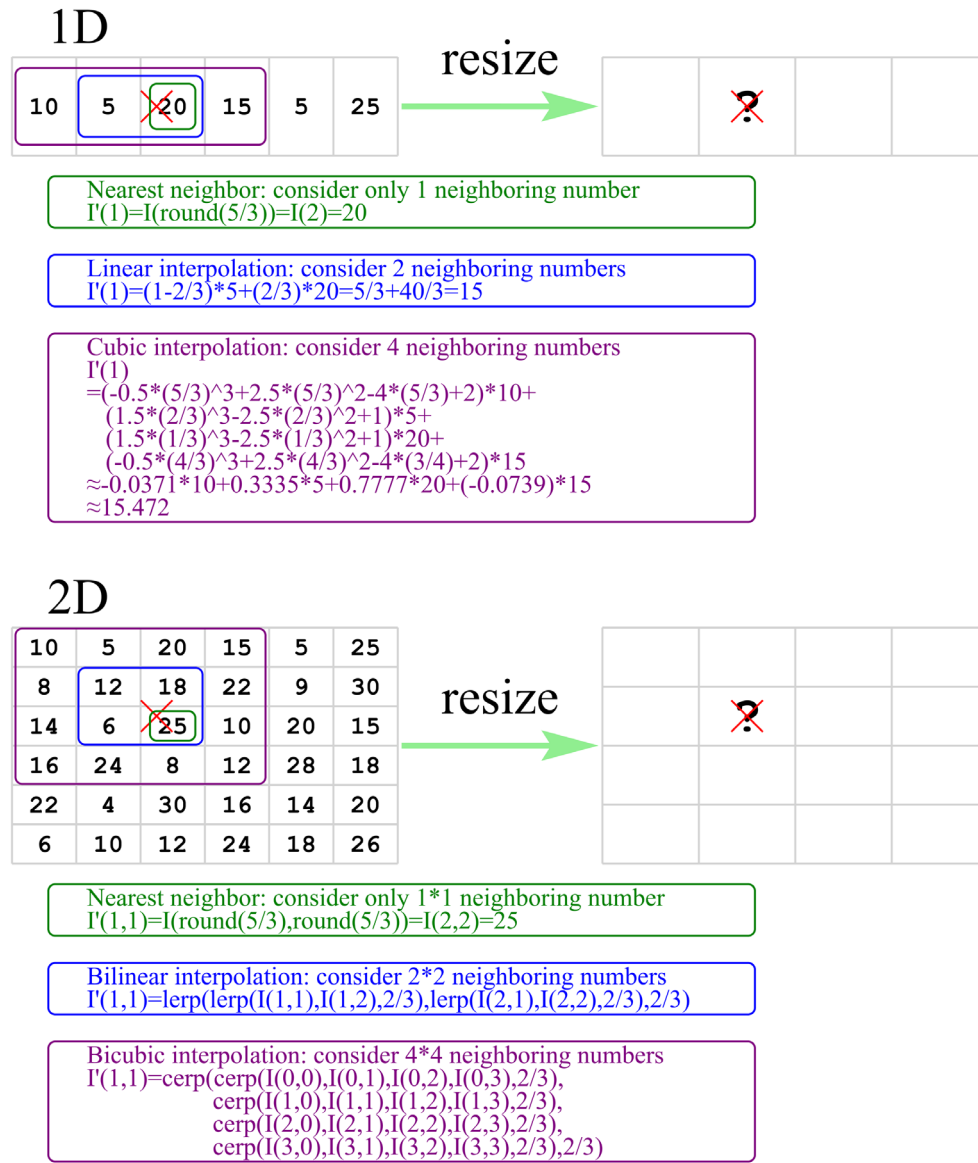 1D
resize
10 5 20 15 5 25
?
Nearest neighbor: consider only 1 neighboring number
I'(1)=I(round(5/3))=I(2)=20
Linear interpolation: consider 2 neighboring numbers
I'(1)=(1-2/3)*5+(2/3)*20=5/3+40/3=15
Cubic interpolation: consider 4 neighboring numbers
I'(1)
=(-0.5*(5/3)^3+2.5*(5/3)^2-4*(5/3)+2)*10+
(1.5*(2/3)^3-2.5*(2/3)^2+1)*5+
(1.5*(1/3)^3-2.5*(1/3)^2+1)*20+
(-0.5*(4/3)^3+2.5*(4/3)^2-4*(3/4)+2)*15
≈-0.0371*10+0.3335*5+0.7777*20+(-0.0739)*15
≈15.472
2D
10 5 20 15 5 25
8 12 18 22 9 30
14 6 25 10 20 15
16 24 8 12 28 18
22 4 30 16 14 20
6 10 12 24 18 26
resize
?
Nearest neighbor: consider only 1*1 neighboring number
I'(1,1)=I(round(5/3),round(5/3))=I(2,2)=25
Bilinear interpolation: consider 2*2 neighboring numbers
I'(1,1)=lerp(lerp(I(1,1),I(1,2),2/3),lerp(I(2,1),I(2,2),2/3),2/3)
Bicubic interpolation: consider 4*4 neighboring numbers
I'(1,1)=cerp(cerp(I(0,0),I(0,1),I(0,2),I(0,3),2/3),
cerp(I(1,0),I(1,1),I(1,2),I(1,3),2/3),
cerp(I(2,0),I(2,1),I(2,2),I(2,3),2/3),
cerp(I(3,0),I(3,1),I(3,2),I(3,3),2/3),2/3)